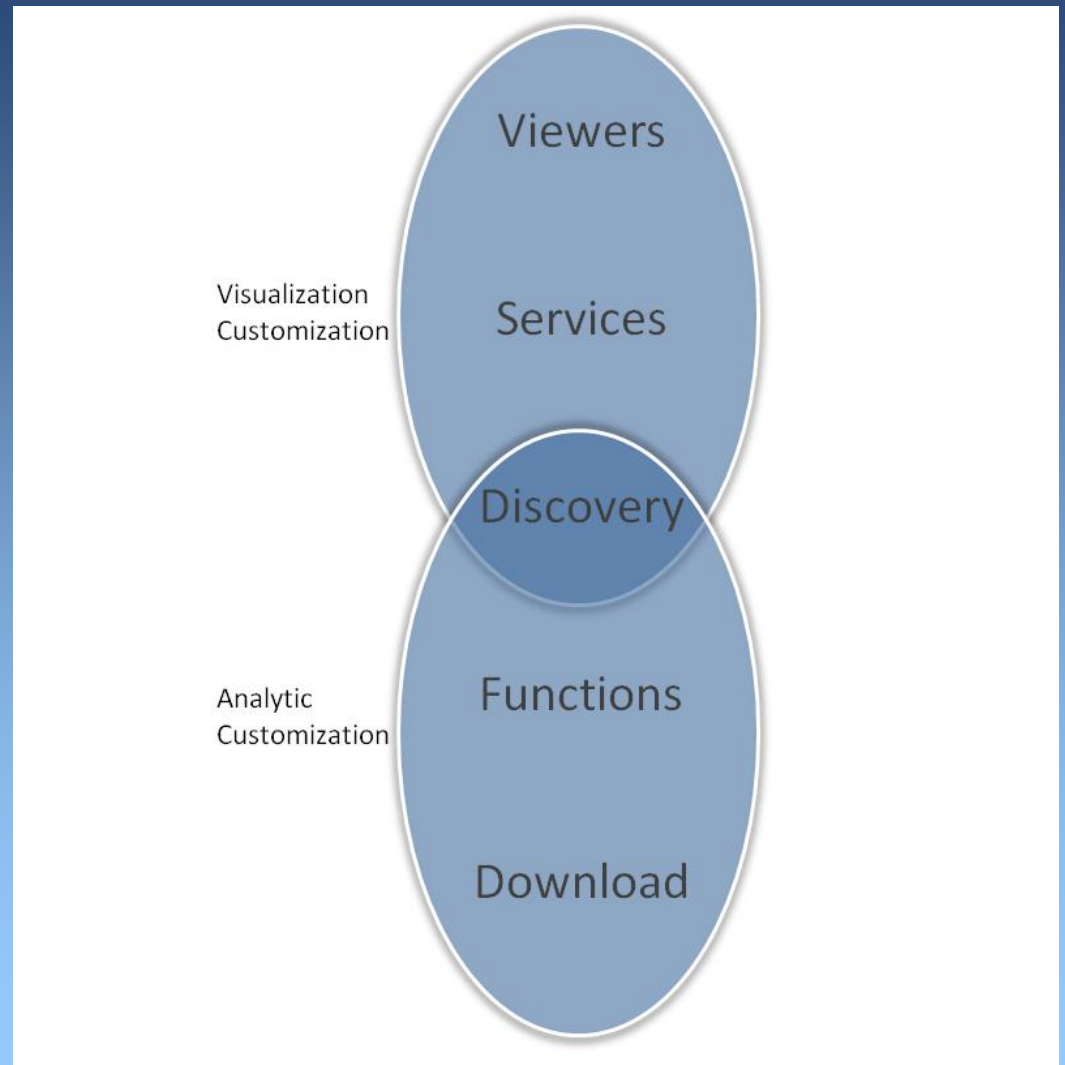 Viewers
Visualization
Customization
Services
Discovery
Analytic
Customization
Functions
Download